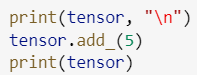 print(tensor, "\n")
tensor.add_(5)
print(tensor)